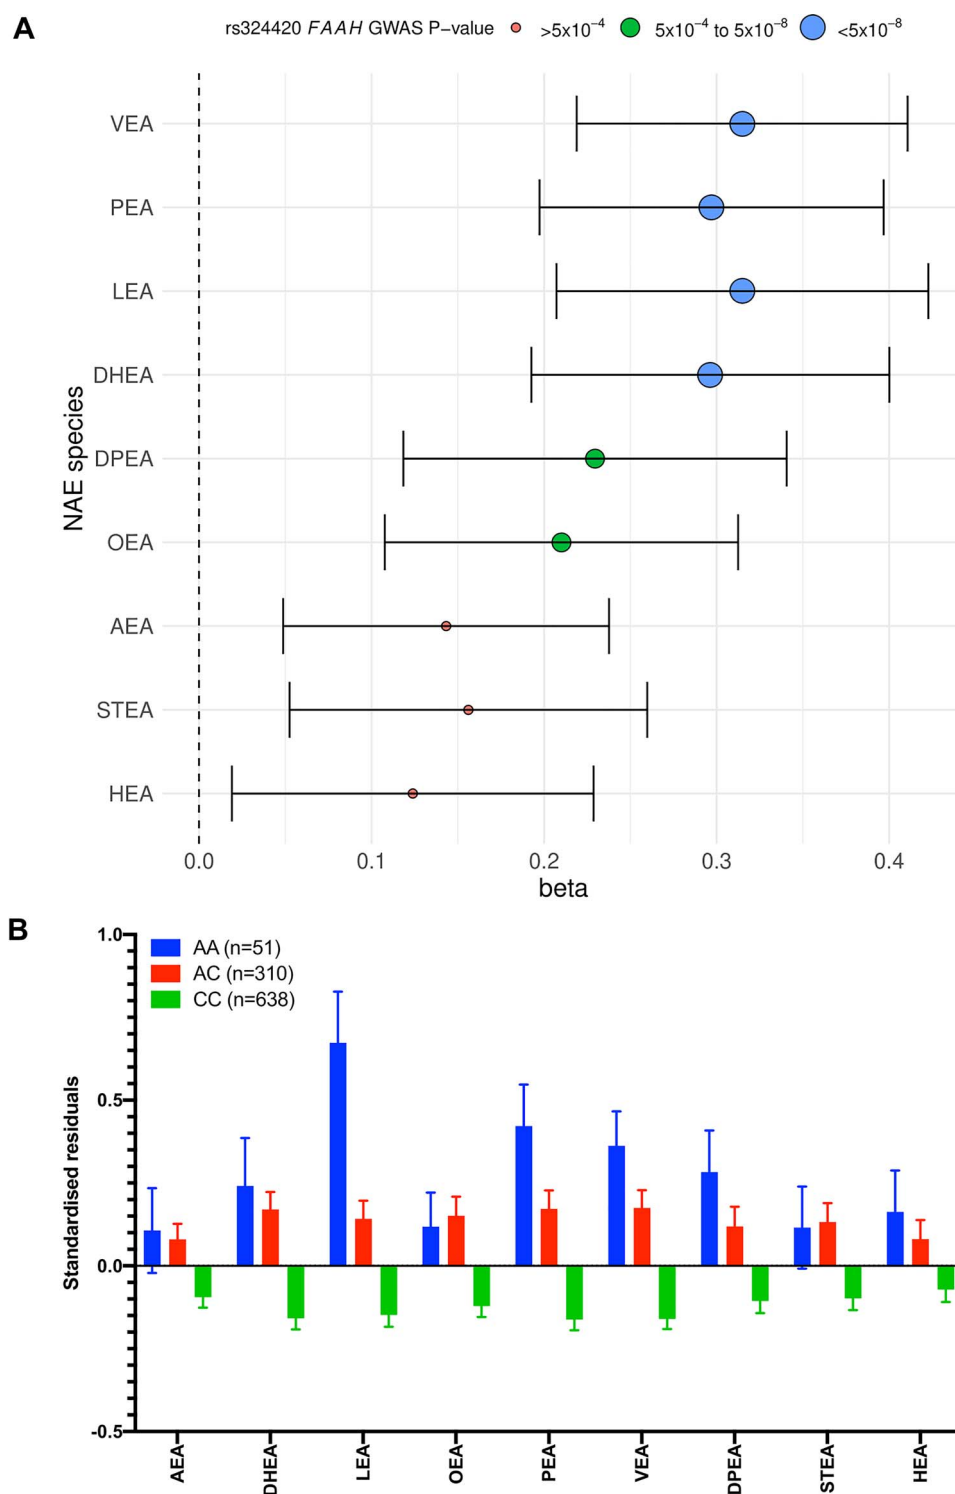 A
rs324420 FAAH GWAS P−value >5x10⁻⁴ 5x10⁻⁴ to 5x10⁻⁸ <5x10⁻⁸
VEA
PEA
LEA
DHEA
DPEA
OEA
AEA
STEA
HEA
NAE species
0.0 0.1 0.2 0.3 0.4
beta
B
AA (n=51)
AC (n=310)
CC (n=638)
1.0
0.5
0.0
-0.5
Standardised residuals
AEA DHEA LEA OEA PEA VEA DPEA STEA HEA